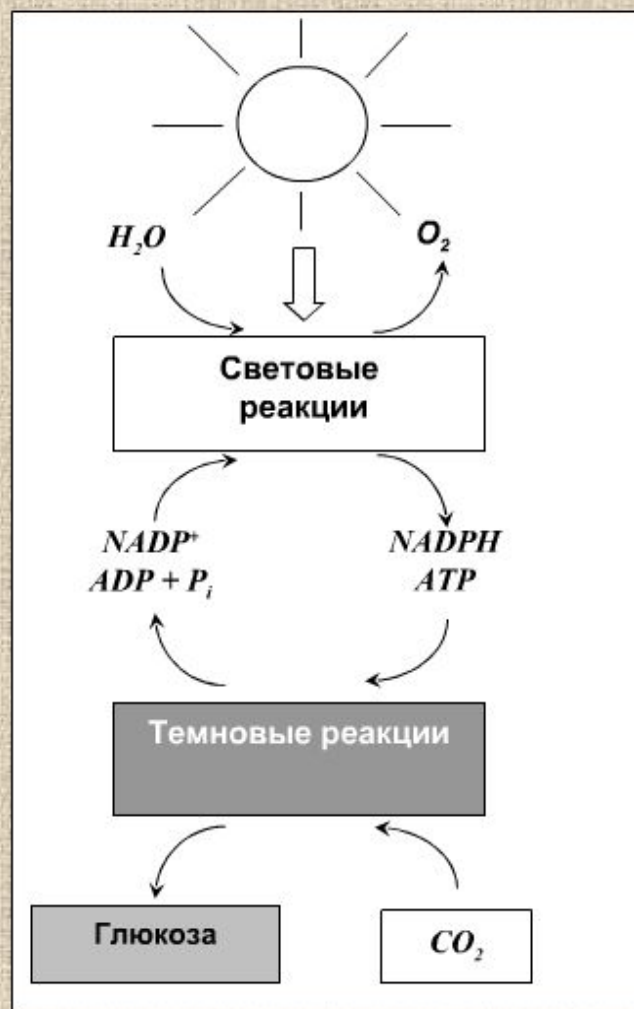 H₂O
O₂
Световые
реакции
NADP⁺
ADP + Pᵢ
NADPH
ATP
Темновые реакции
Глюкоза
CO₂